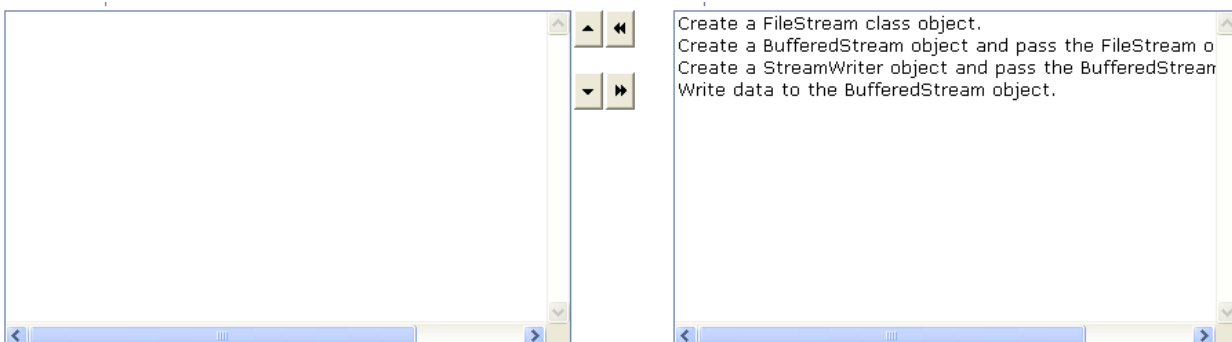 Create a FileStream class object.
Create a BufferedStream object and pass the FileStream o
Create a StreamWriter object and pass the BufferedStream
Write data to the BufferedStream object.